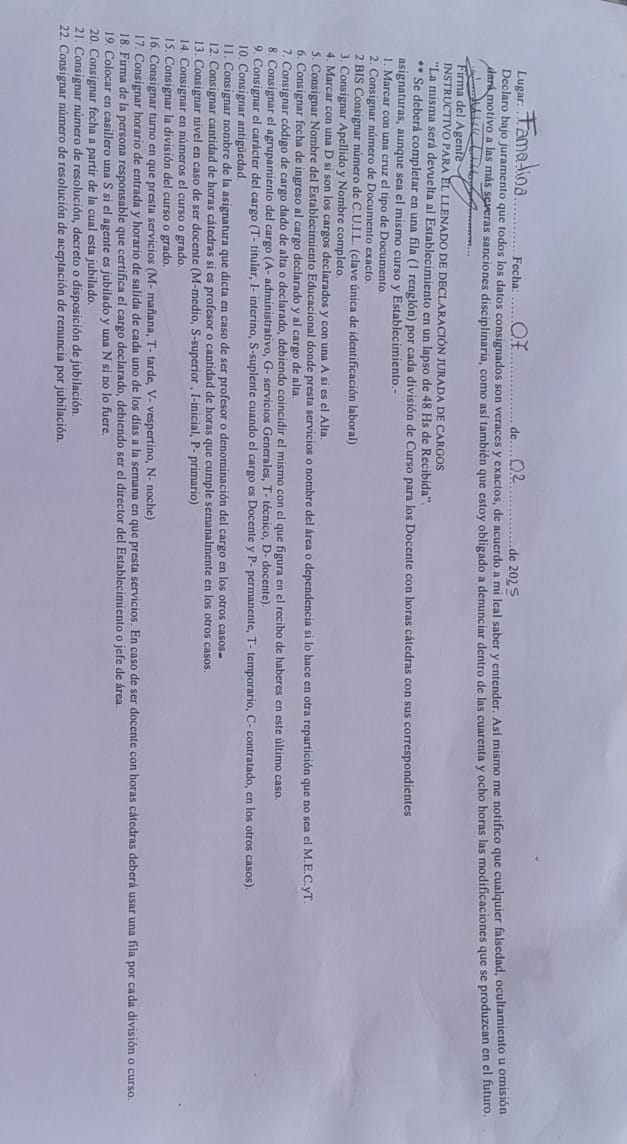 Lugar: Famatina ............ Fecha: ......07.................. de.....02..................de 2025
Declaro bajo juramento que todos los datos consignados son veraces y exactos, de acuerdo a mi leal saber y entender. Así mismo me notifico que cualquier falsedad, ocultamiento u omisión
dará motivo a las más severas sanciones disciplinaria, como así también que estoy obligado a denunciar dentro de las cuarenta y ocho horas las modificaciones que se produzcan en el futuro.
Firma del Agente
INSTRUCTIVO PARA EL LLENADO DE DECLARACIÓN JURADA DE CARGOS
"La misma será devuelta al Establecimiento en un lapso de 48 Hs de Recibida".
** Se deberá completar en una fila (1 renglón) por cada división de Curso para los Docente con horas cátedras con sus correspondientes
asignaturas, aunque sea el mismo curso y Establecimiento.-
1. Marcar con una cruz el tipo de Documento.
2. Consignar número de Documento exacto.
2 BIS Consignar número de C.U.I.L. (clave única de identificación laboral)
3. Consignar Apellido y Nombre completo.
4. Marcar con una D si son los cargos declarados y con una A si es el Alta.
5. Consignar Nombre del Establecimiento Educacional donde presta servicios o nombre del área o dependencia si lo hace en otra repartición que no sea el M.E.C.yT.
6. Consignar fecha de ingreso al cargo declarado y al cargo de alta.
7. Consignar código de cargo dado de alta o declarado, debiendo coincidir el mismo con el que figura en el recibo de haberes en este último caso.
8. Consignar el agrupamiento del cargo (A- administrativo, G- servicios Generales, T- técnico, D- docente).
9. Consignar el carácter del cargo (T- titular, I- interino, S-suplente cuando el cargo es Docente y P- permanente, T- temporario, C- contratado, en los otros casos).
10. Consignar antigüedad.
11. Consignar nombre de la asignatura que dicta en caso de ser profesor o denominación del cargo en los otros casos.
12. Consignar cantidad de horas cátedras si es profesor o cantidad de horas que cumple semanalmente en los otros casos.
13. Consignar nivel en caso de ser docente (M-medio, S-superior , I-inicial, P- primario)
14. Consignar en números el curso o grado.
15. Consignar la división del curso o grado.
16. Consignar turno en que presta servicios (M- mañana, T- tarde, V- vespertino, N- noche)
17. Consignar horario de entrada y horario de salida de cada uno de los días a la semana en que presta servicios. En caso de ser docente con horas cátedras deberá usar una fila por cada división o curso.
18. Firma de la persona responsable que certifica el cargo declarado, debiendo ser el director del Establecimiento o jefe de área.
19. Colocar en casillero una S si el agente es jubilado y una N si no lo fuere.
20. Consignar fecha a partir de la cual esta jubilado.
21. Consignar número de resolución, decreto o disposición de jubilación.
22. Consignar número de resolución de aceptación de renuncia por jubilación.